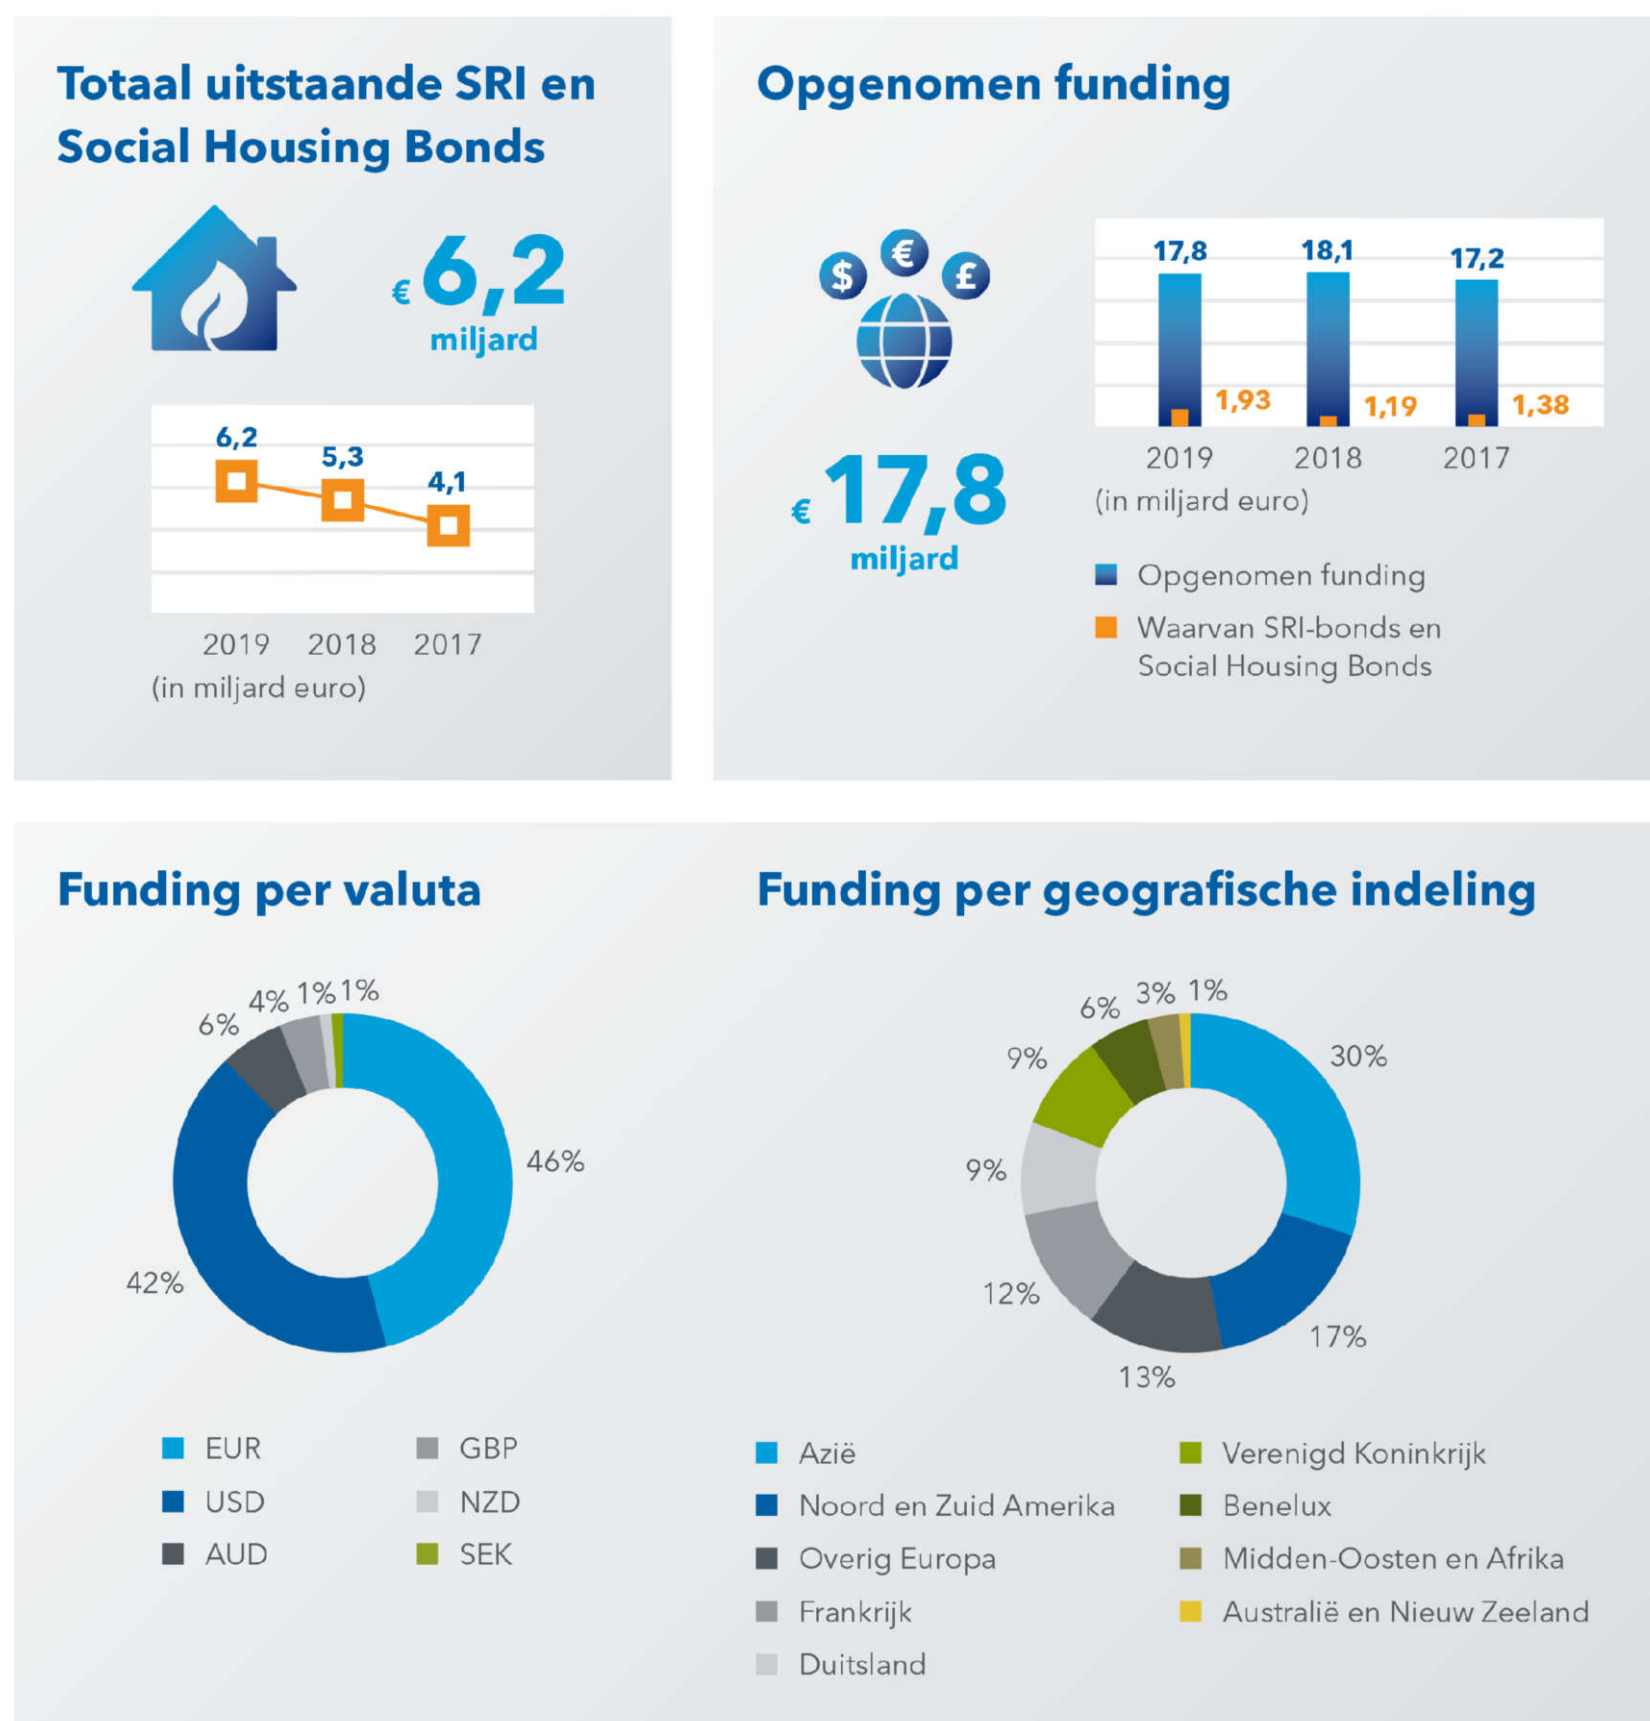 Totaal uitstaande SRI en
Social Housing Bonds
€ 6,2
miljard
6,2
5,3
4,1
2019 2018 2017
(in miljard euro)
Opgenomen funding
$ € £
€ 17,8
miljard
17,8 18,1 17,2
1,93 1,19 1,38
2019 2018 2017
(in miljard euro)
Opgenomen funding
Waarvan SRI-bonds en
Social Housing Bonds
Funding per valuta
6% 4% 1% 1%
46%
42%
EUR GBP
USD NZD
AUD SEK
Funding per geografische indeling
6% 3% 1%
9% 30%
9%
12%
17%
13%
Azië
Noord en Zuid Amerika
Overig Europa
Frankrijk
Duitsland
Verenigd Koninkrijk
Benelux
Midden-Oosten en Afrika
Australië en Nieuw Zeeland